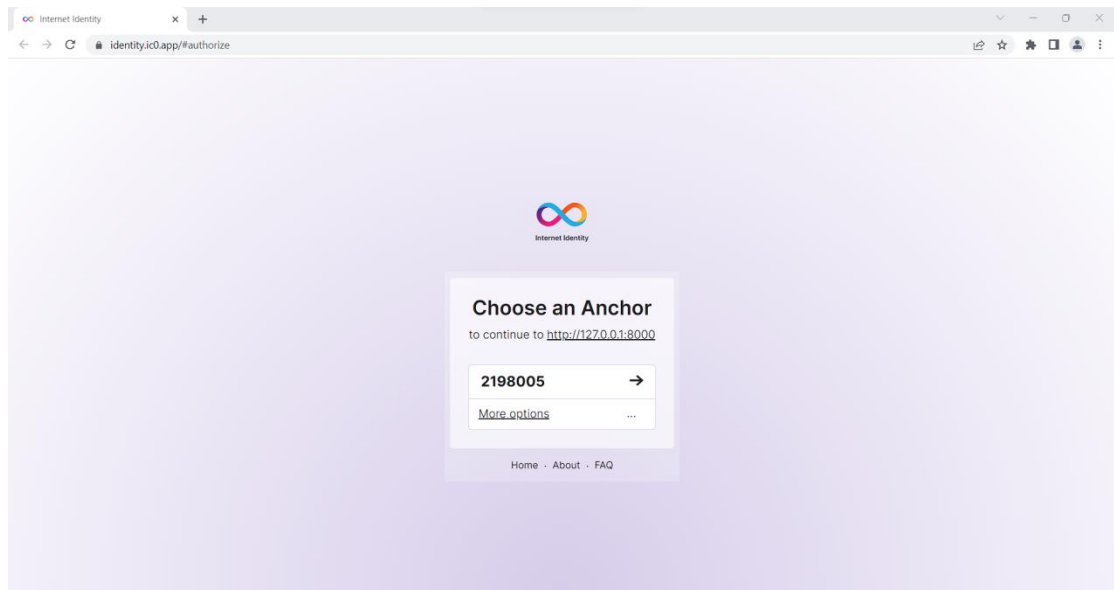 Internet Identity
identity.ic0.app/#authorize
Internet Identity
Choose an Anchor
to continue to http://127.0.0.1:8000
2198005
More options ...
Home · About · FAQ